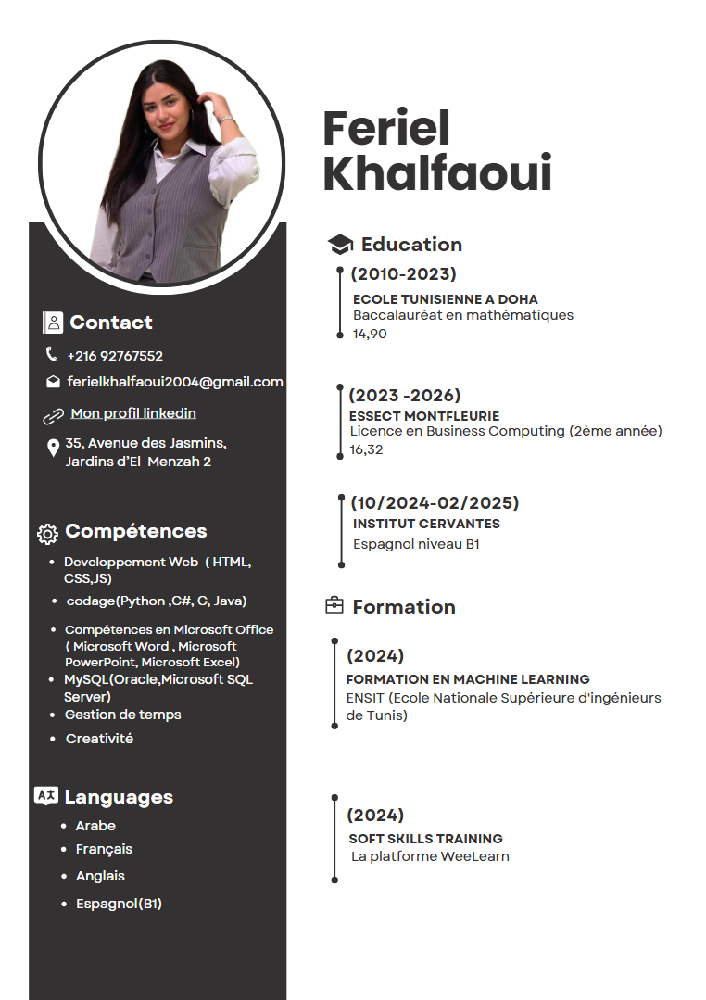 Feriel
Khalfaoui
Contact
+216 92767552
ferielkhalfaoui2004@gmail.com
Mon profil linkedin
35, Avenue des Jasmins,
Jardins d'El Menzah 2
Compétences
Developpement Web ( HTML,
CSS,JS)
codage(Python ,C#, C, Java)
Compétences en Microsoft Office
( Microsoft Word , Microsoft
PowerPoint, Microsoft Excel)
MySQL(Oracle,Microsoft SQL
Server)
Gestion de temps
Creativité
Languages
Arabe
Français
Anglais
Espagnol(B1)
Education
(2010-2023)
ECOLE TUNISIENNE A DOHA
Baccalauréat en mathématiques
14,90
(2023 -2026)
ESSECT MONTFLEURIE
Licence en Business Computing (2ème année)
16,32
(10/2024-02/2025)
INSTITUT CERVANTES
Espagnol niveau B1
Formation
(2024)
FORMATION EN MACHINE LEARNING
ENSIT (Ecole Nationale Supérieure d'ingénieurs
de Tunis)
(2024)
SOFT SKILLS TRAINING
La platforme WeeLearn